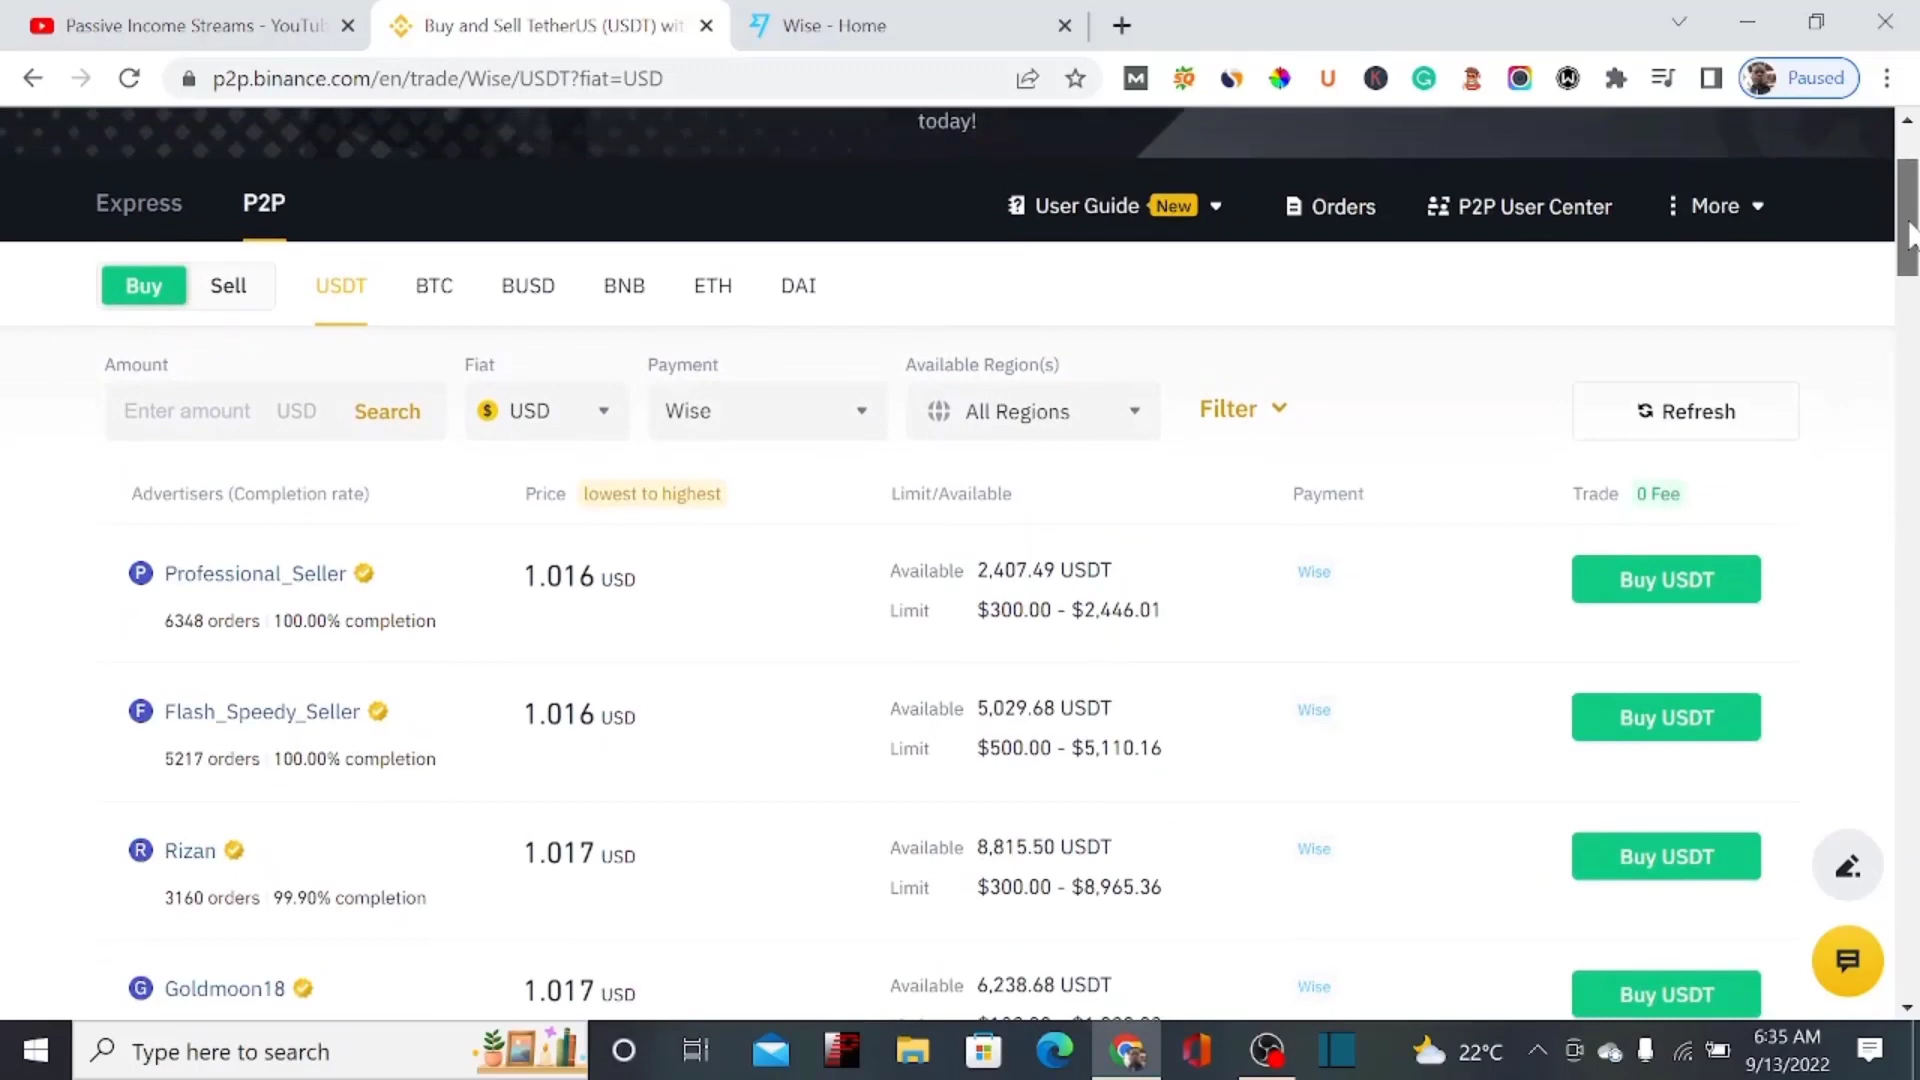 Passive Income Streams - YouTub
Buy and Sell TetherUS (USDT) wit
Wise - Home
p2p.binance.com/en/trade/Wise/USDT?fiat=USD
Paused
today!
Express P2P User Guide New Orders P2P User Center More
Buy Sell USDT BTC BUSD BNB ETH DAI
Amount Fiat Payment Available Region(s)
Enter amount USD Search USD Wise All Regions Filter Refresh
Advertisers (Completion rate) Price lowest to highest Limit/Available Payment Trade 0 Fee
P Professional_Seller 1.016 USD Available 2,407.49 USDT Wise Buy USDT
Limit $300.00 - $2,446.01
6348 orders 100.00% completion
F Flash_Speedy_Seller 1.016 USD Available 5,029.68 USDT Wise Buy USDT
Limit $500.00 - $5,110.16
5217 orders 100.00% completion
R Rizan 1.017 USD Available 8,815.50 USDT Wise Buy USDT
Limit $300.00 - $8,965.36
3160 orders 99.90% completion
G Goldmoon18 1.017 USD Available 6,238.68 USDT Wise Buy USDT
Type here to search
22°C
6:35 AM
9/13/2022